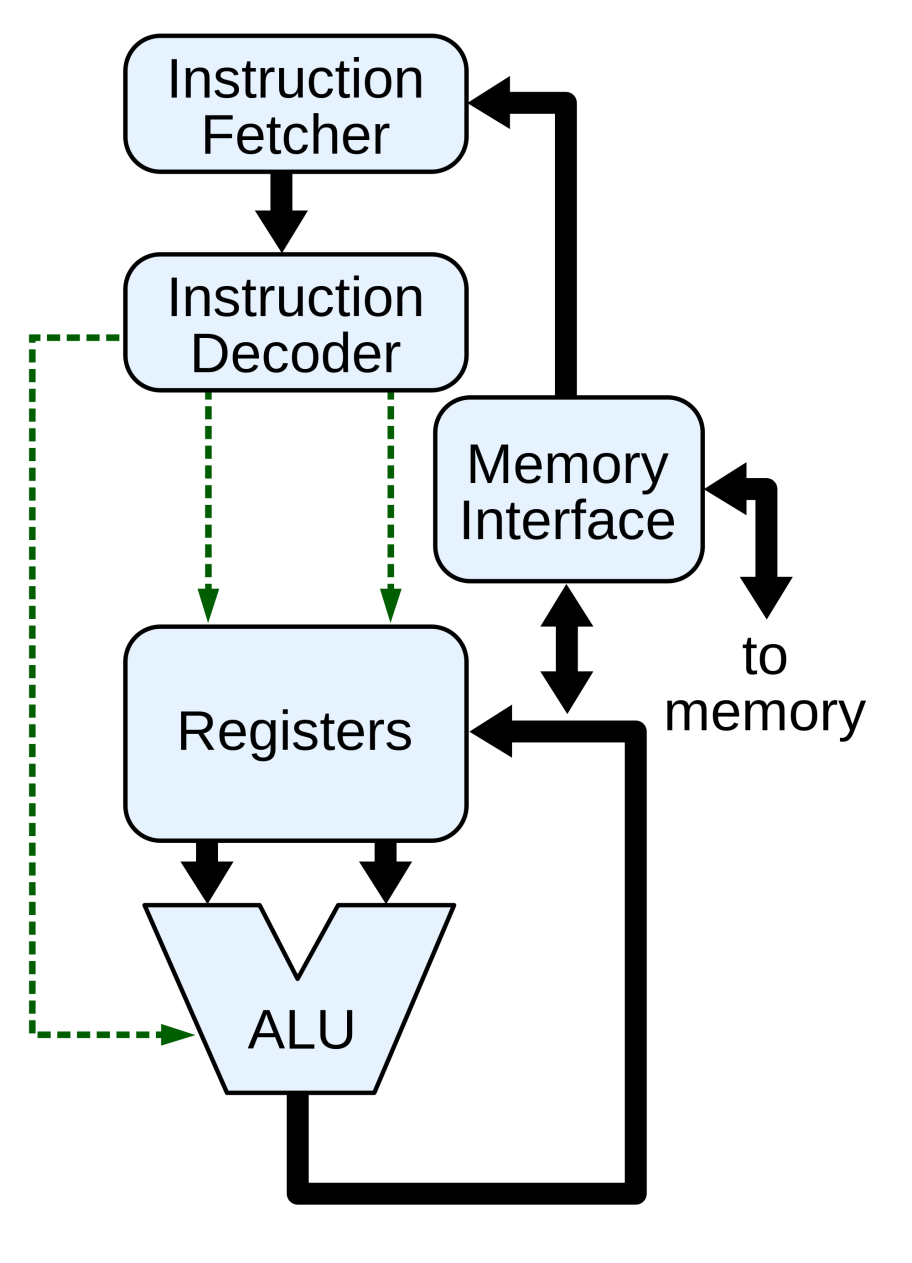 Instruction
Fetcher
Instruction
Decoder
Memory
Interface
to
memory
Registers
ALU